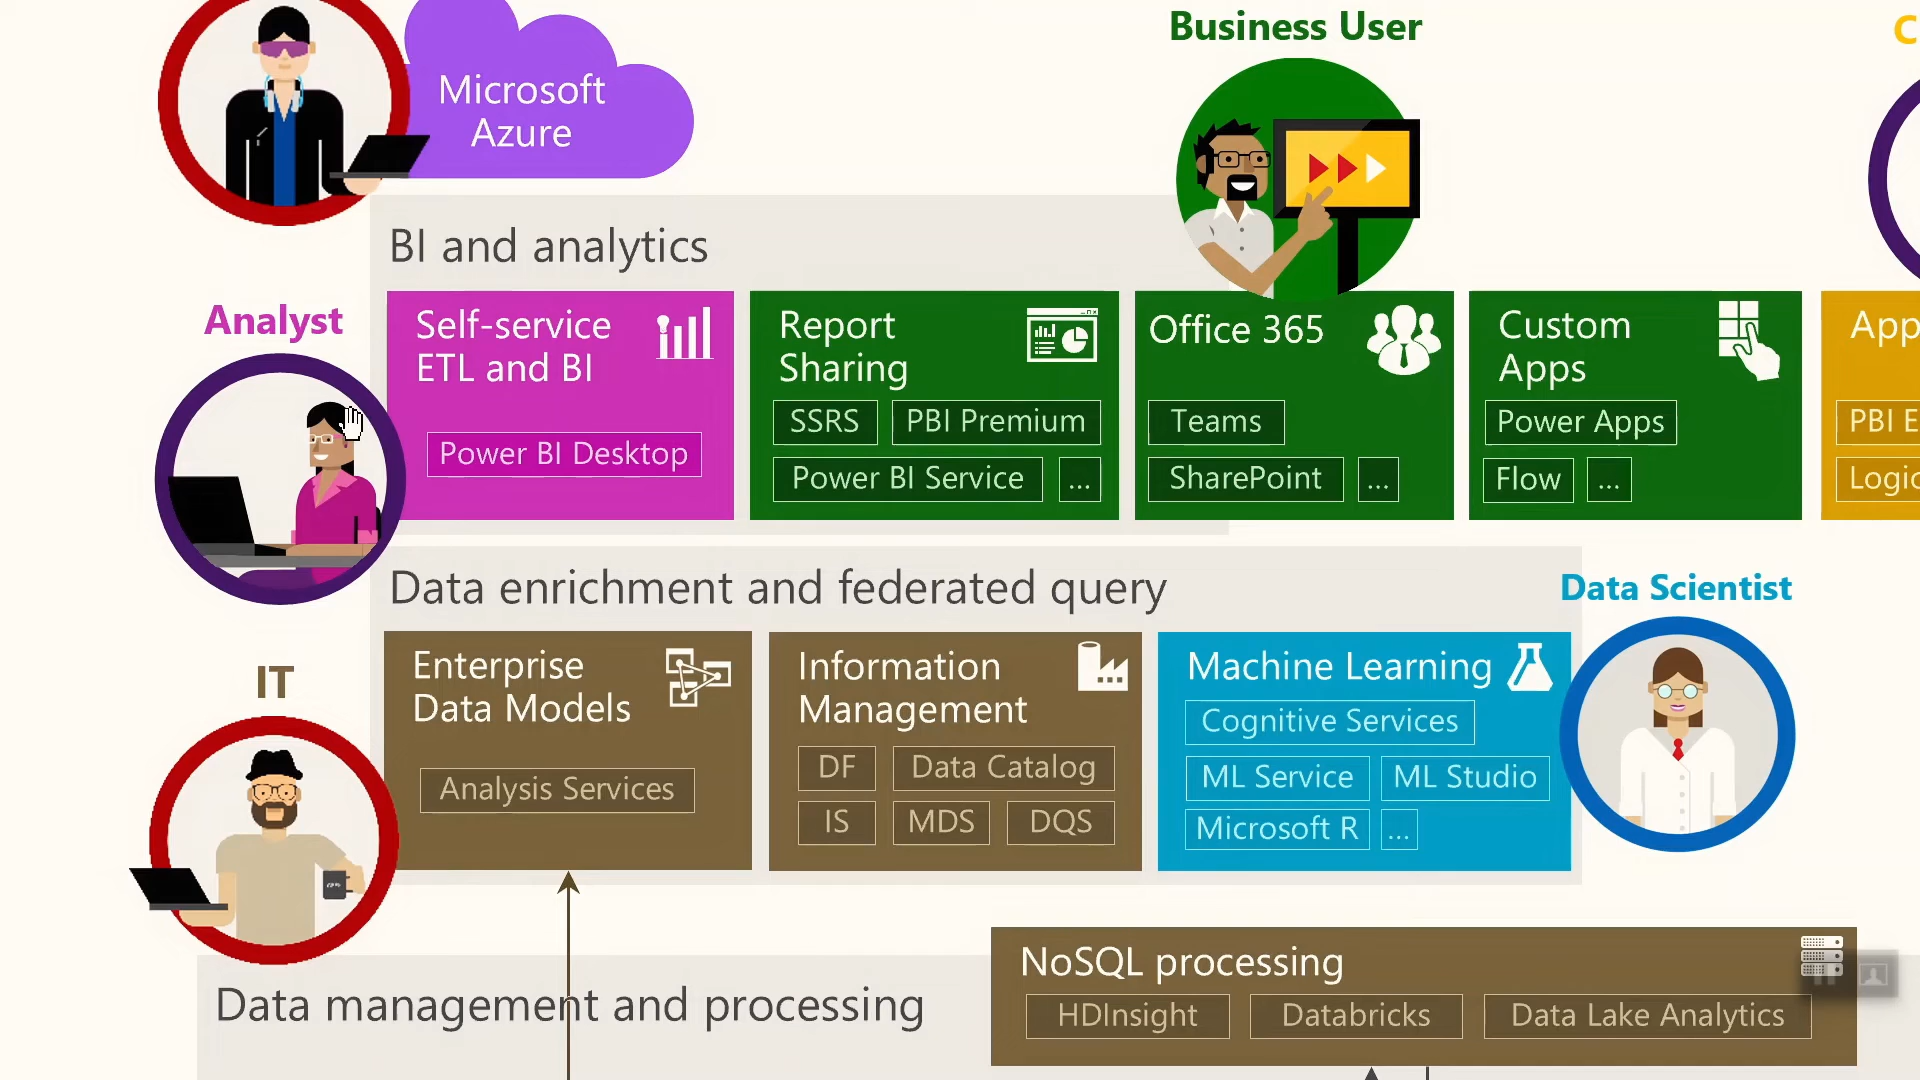 Business User
C
Microsoft
Azure
BI and analytics
Analyst
Self-service
ETL and BI
Power BI Desktop
Report
Sharing
SSRS
PBI Premium
Power BI Service
...
Office 365
Teams
SharePoint
...
Custom
Apps
Power Apps
Flow
...
App
PBI E
Logic
Data enrichment and federated query
Data Scientist
IT
Enterprise
Data Models
Analysis Services
Information
Management
DF
Data Catalog
IS
MDS
DQS
Machine Learning
Cognitive Services
ML Service
ML Studio
Microsoft R
...
NoSQL processing
HDInsight
Databricks
Data Lake Analytics
Data management and processing